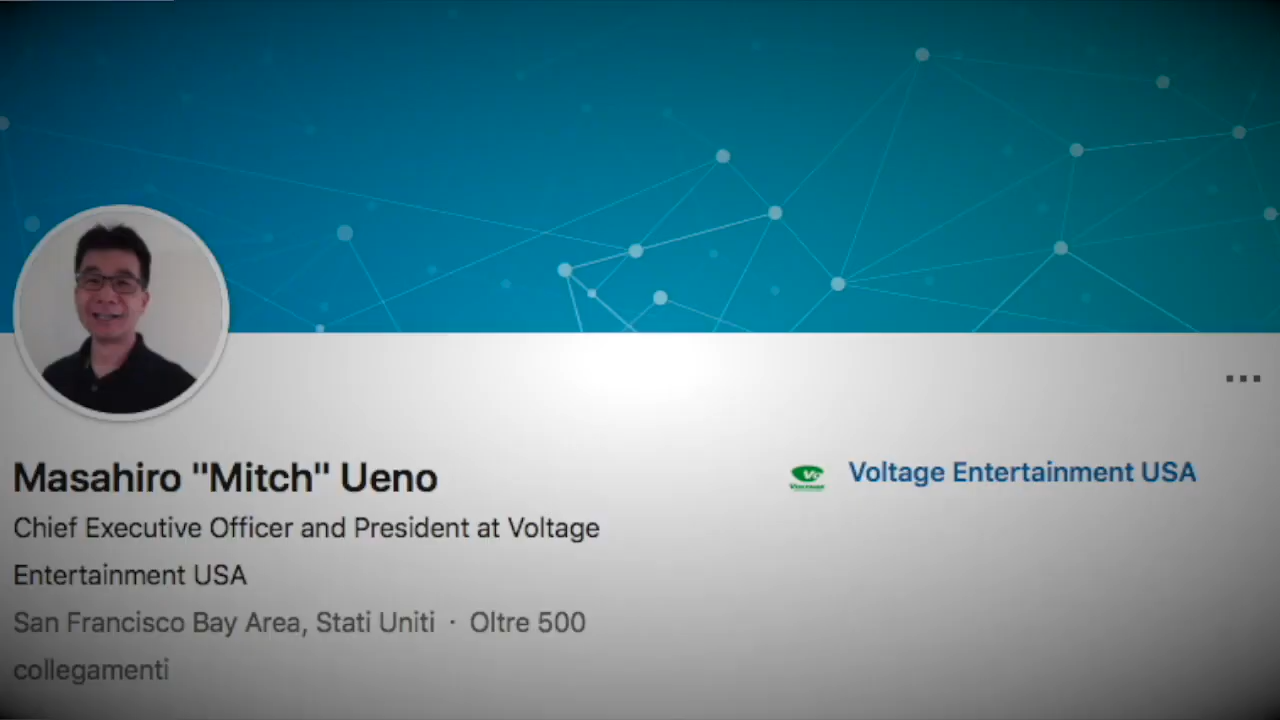 Masahiro "Mitch" Ueno
Voltage Entertainment USA
Chief Executive Officer and President at Voltage
Entertainment USA
San Francisco Bay Area, Stati Uniti · Oltre 500
collegamenti